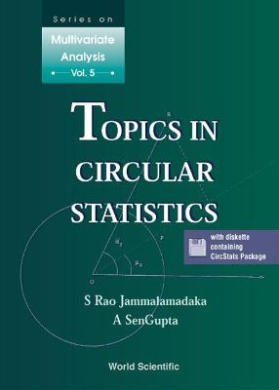 Series on
Multivariate
Analysis
Vol. 5
TOPICS IN
CIRCULAR
STATISTICS
with diskette
containing
CircStats Package
S Rao Jammalamadaka
A SenGupta
World Scientific